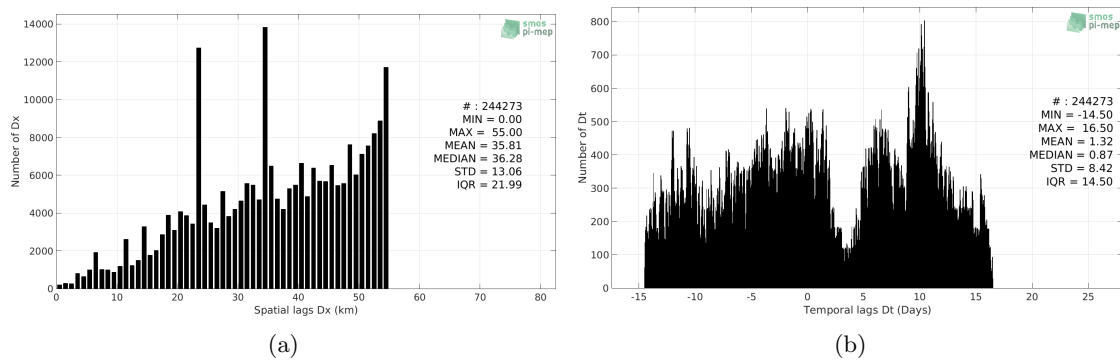 14000
12000
10000
8000
6000
4000
2000
0
Number of Dx
0 10 20 30 40 50 60 70 80
Spatial lags Dx (km)
smos
pi-mep
# : 244273
MIN = 0.00
MAX = 55.00
MEAN = 35.81
MEDIAN = 36.28
STD = 13.06
IQR = 21.99
(a)
800
700
600
500
400
300
200
100
0
Number of Dt
-15 -10 -5 0 5 10 15 20 25
Temporal lags Dt (Days)
smos
pi-mep
# : 244273
MIN = -14.50
MAX = 16.50
MEAN = 1.32
MEDIAN = 0.87
STD = 8.42
IQR = 14.50
(b)